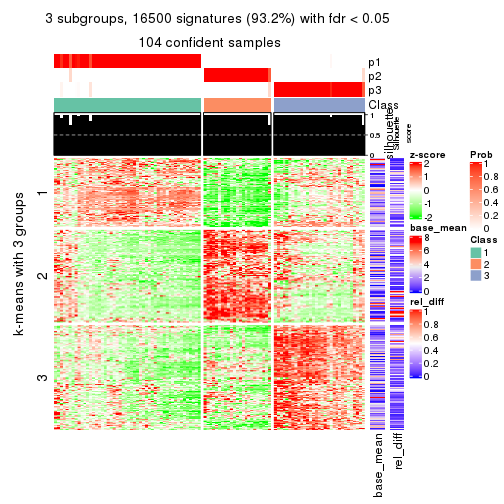 3 subgroups, 16500 signatures (93.2%) with fdr < 0.05
104 confident samples
p1
p2
p3
Class
silhouette
Silhouette
score
1
0.5
0
k-means with 3 groups
1
2
3
base_mean
rel_diff
z-score
2
1
0
-1
-2
base_mean
8
6
4
2
0
rel_diff
1
0.8
0.6
0.4
0.2
0
Prob
1
0.8
0.6
0.4
0.2
0
Class
1
2
3